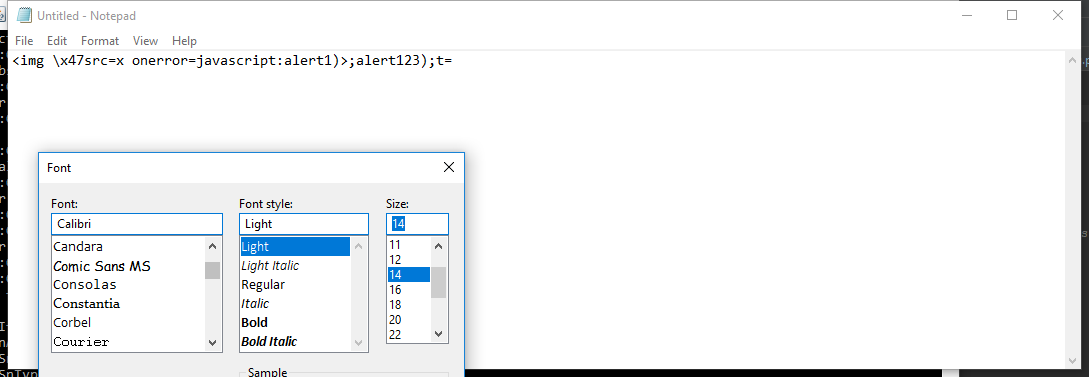 Untitled - Notepad
File Edit Format View Help
<img \x47src=x onerror=javascript:alert1)>;alert123);t=
Font
Font: Font style: Size:
Calibri Light 14
Candara Light 11
Comic Sans MS Light Italic 12
Consolas Regular 14
Constantia Italic 16
Corbel Bold 18
Courier Bold Italic 20
22
Sample